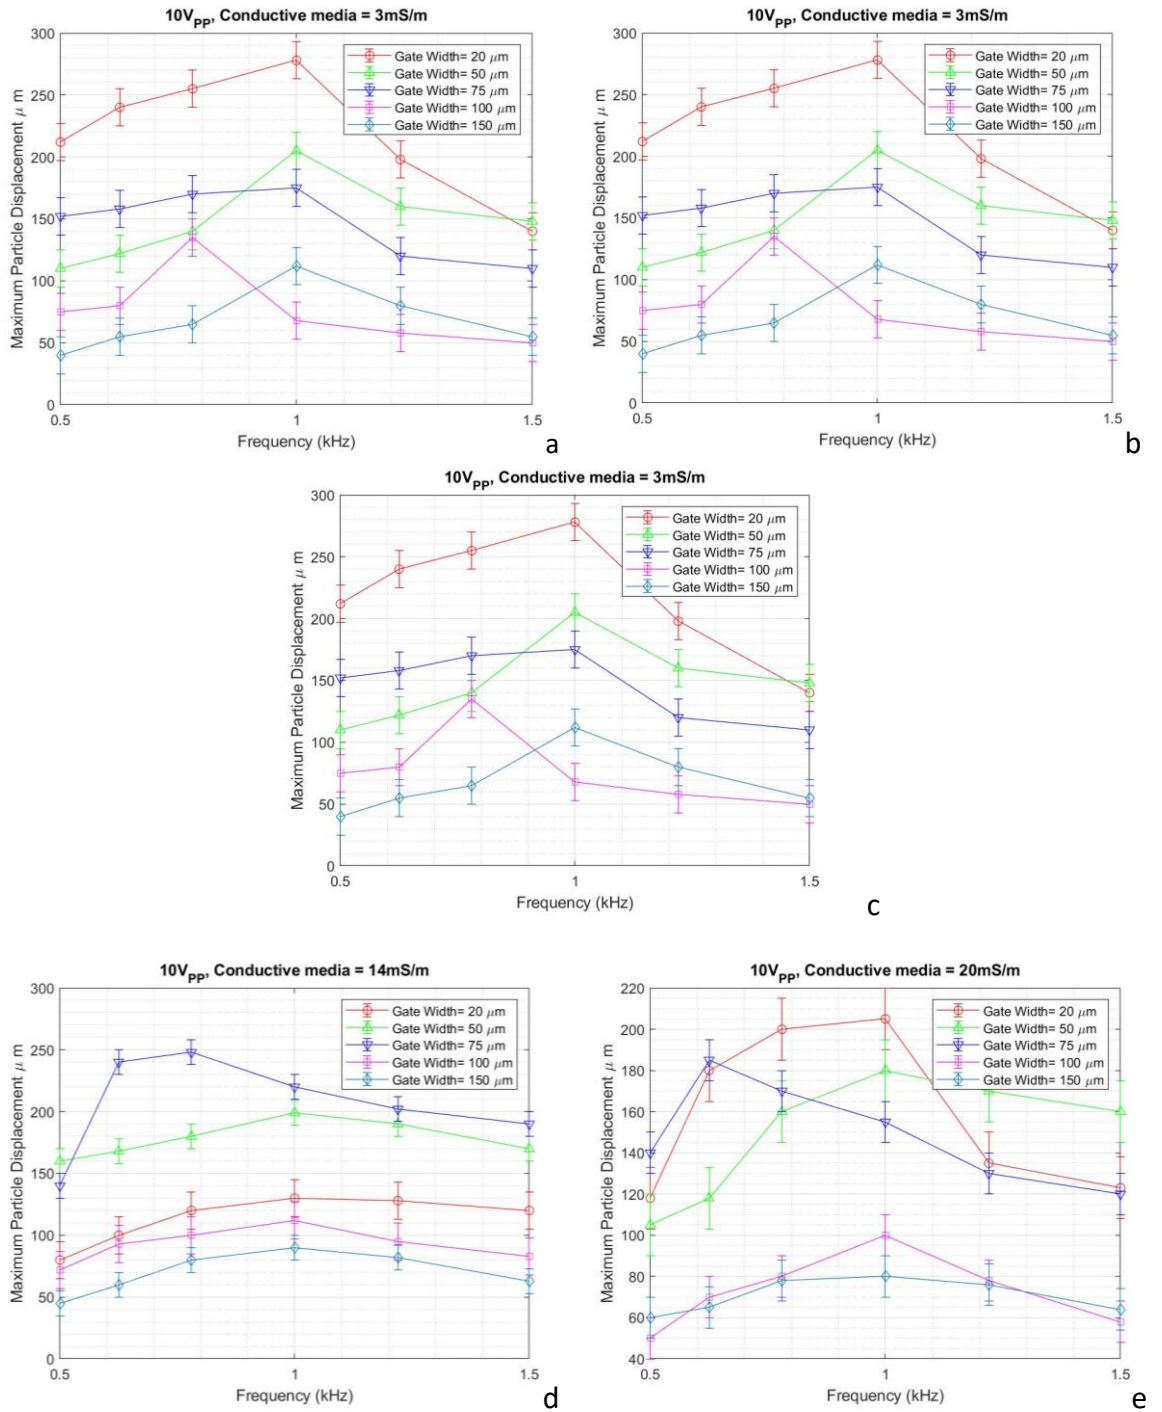 10V_PP, Conductive media = 3mS/m
300
250
200
150
100
50
0
Maximum Particle Displacement μ m
Gate Width= 20 μm
Gate Width= 50 μm
Gate Width= 75 μm
Gate Width= 100 μm
Gate Width= 150 μm
0.5 1 1.5
Frequency (kHz)
a
10V_PP, Conductive media = 3mS/m
300
250
200
150
100
50
0
Maximum Particle Displacement μ m
Gate Width= 20 μm
Gate Width= 50 μm
Gate Width= 75 μm
Gate Width= 100 μm
Gate Width= 150 μm
0.5 1 1.5
Frequency (kHz)
b
10V_PP, Conductive media = 3mS/m
300
250
200
150
100
50
0
Maximum Particle Displacement μ m
Gate Width= 20 μm
Gate Width= 50 μm
Gate Width= 75 μm
Gate Width= 100 μm
Gate Width= 150 μm
0.5 1 1.5
Frequency (kHz)
c
10V_PP, Conductive media = 14mS/m
300
250
200
150
100
50
0
Maximum Particle Displacement μ m
Gate Width= 20 μm
Gate Width= 50 μm
Gate Width= 75 μm
Gate Width= 100 μm
Gate Width= 150 μm
0.5 1 1.5
Frequency (kHz)
d
10V_PP, Conductive media = 20mS/m
220
200
180
160
140
120
100
80
60
40
Maximum Particle Displacement μ m
Gate Width= 20 μm
Gate Width= 50 μm
Gate Width= 75 μm
Gate Width= 100 μm
Gate Width= 150 μm
0.5 1 1.5
Frequency (kHz)
e